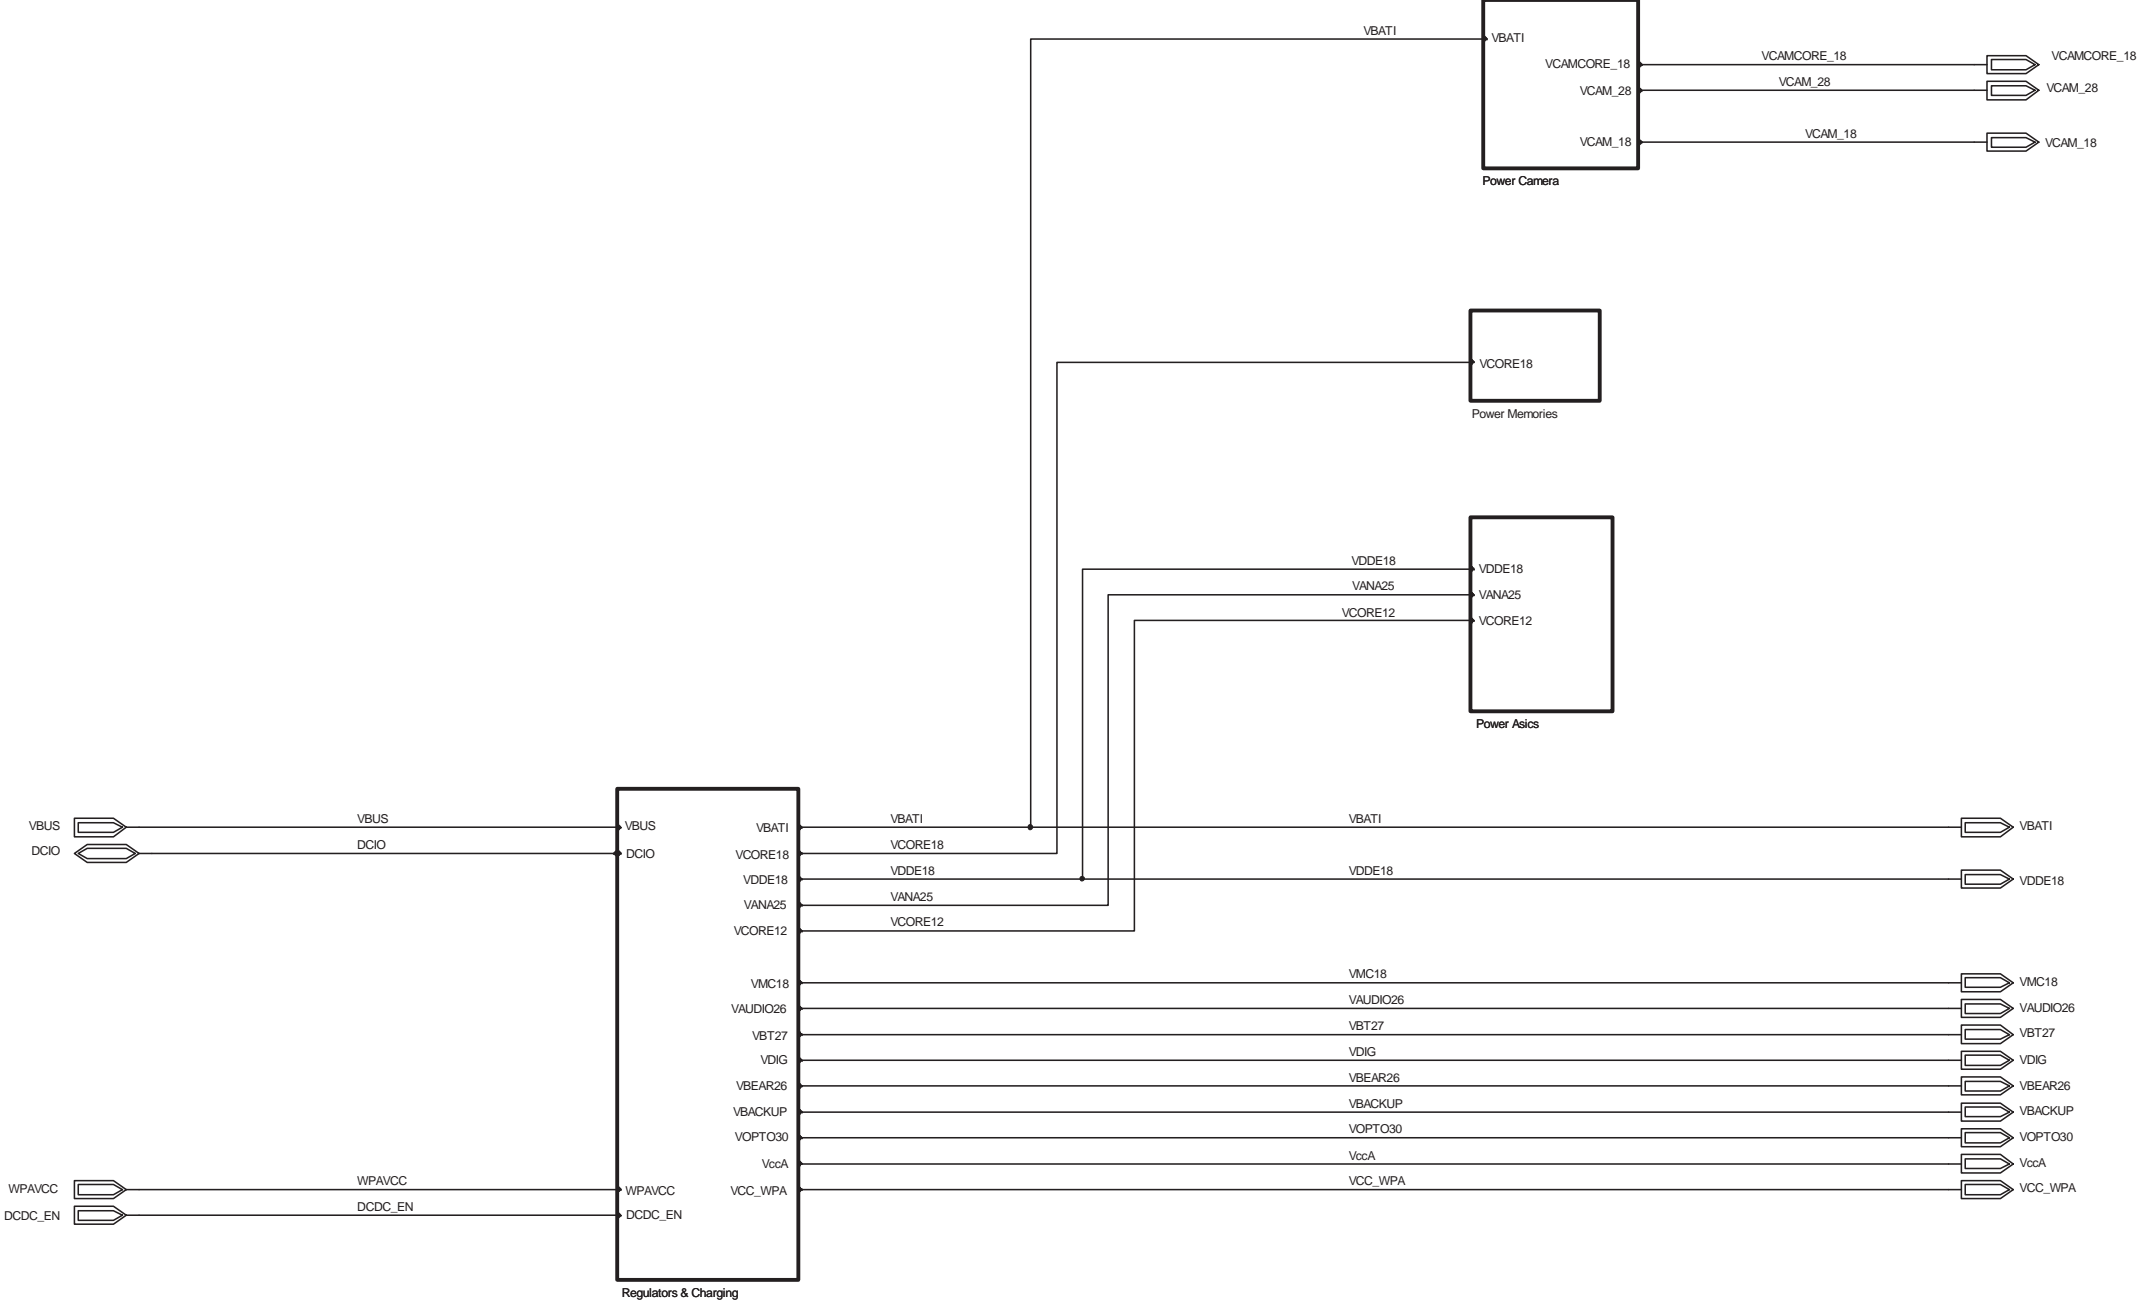 VBATI
VBATI
VCAMCORE_18
VCAMCORE_18
VCAMCORE_18
VCAM_28
VCAM_28
VCAM_28
VCAM_18
VCAM_18
VCAM_18
Power Camera
VCORE18
Power Memories
VDDE18
VDDE18
VANA25
VANA25
VCORE12
VCORE12
Power Asics
VBUS
VBUS
VBUS
VBATI
VBATI
VBATI
VBATI
DCIO
DCIO
DCIO
VCORE18
VCORE18
VDDE18
VDDE18
VDDE18
VDDE18
VANA25
VANA25
VCORE12
VCORE12
VMC18
VMC18
VMC18
VAUDIO26
VAUDIO26
VAUDIO26
VBT27
VBT27
VBT27
VDIG
VDIG
VDIG
VBEAR26
VBEAR26
VBEAR26
VBACKUP
VBACKUP
VBACKUP
VOPTO30
VOPTO30
VOPTO30
VccA
VccA
VccA
WPAVCC
WPAVCC
WPAVCC
VCC_WPA
VCC_WPA
VCC_WPA
DCDC_EN
DCDC_EN
DCDC_EN
Regulators & Charging